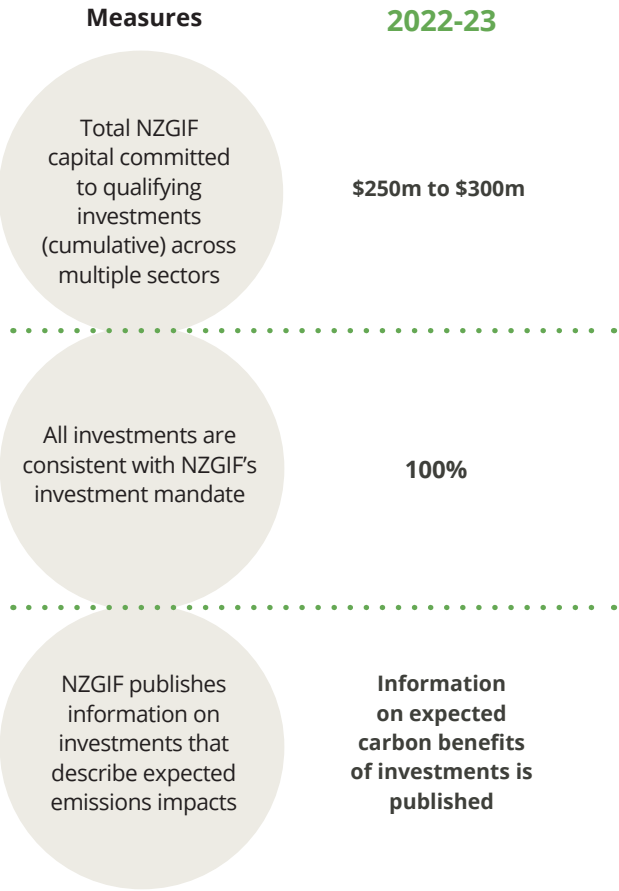 Measures
2022-23
Total NZGIF
capital committed
to qualifying
investments
(cumulative) across
multiple sectors
$250m to $300m
All investments are
consistent with NZGIF’s
investment mandate
100%
NZGIF publishes
information on
investments that
describe expected
emissions impacts
Information
on expected
carbon benefits
of investments is
published